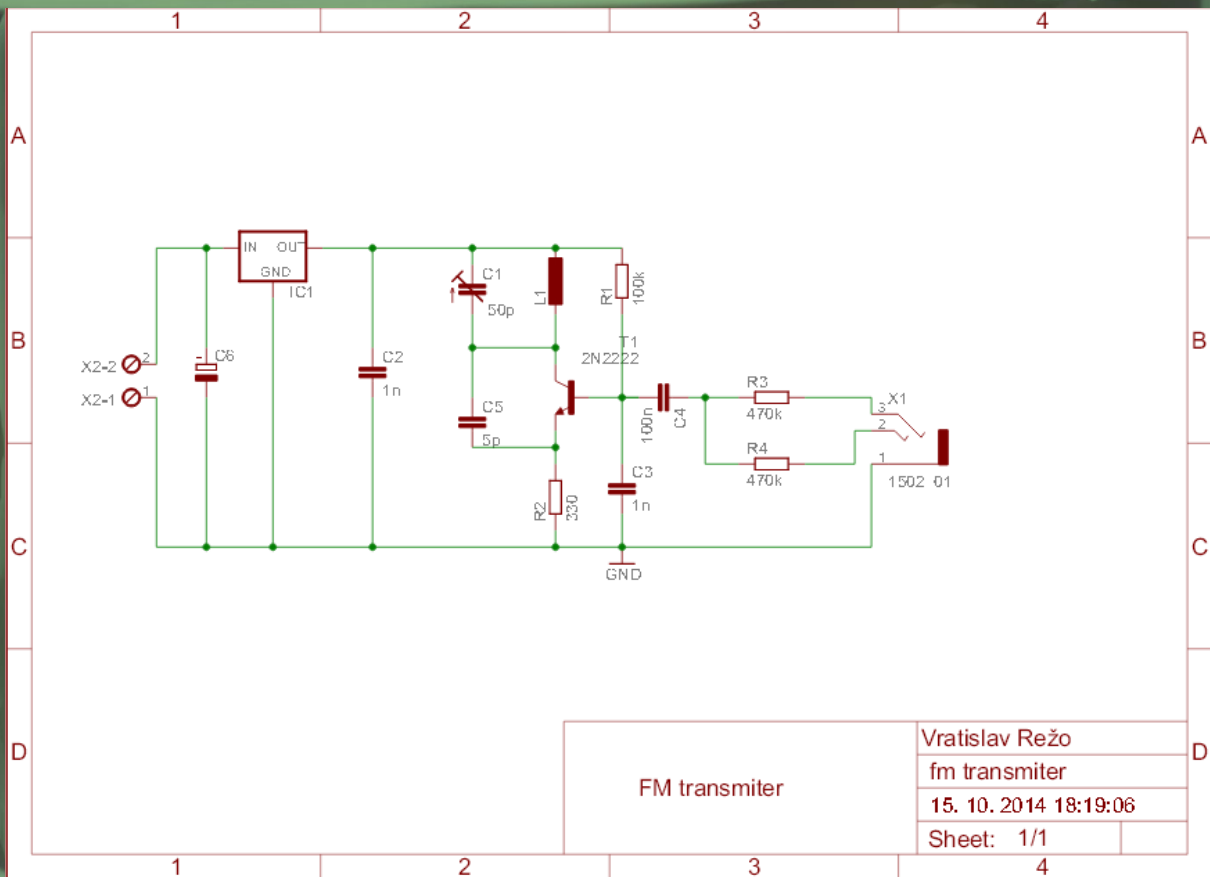 1 2 3 4
A A
IN OU
GND
IC1
C1
50p
L1
R1
100k
B B
T1
2N2222
X2-2
2
- C6
C2
1n
X2-1
1
C5
5p
100n
C4
R3
470k
X1
3
2
R4
470k
1
1502 01
C3
1n
R2
330
C C
GND
D D
FM transmiter
Vratislav Režo
fm transmiter
15. 10. 2014 18:19:06
Sheet: 1/1
1 2 3 4